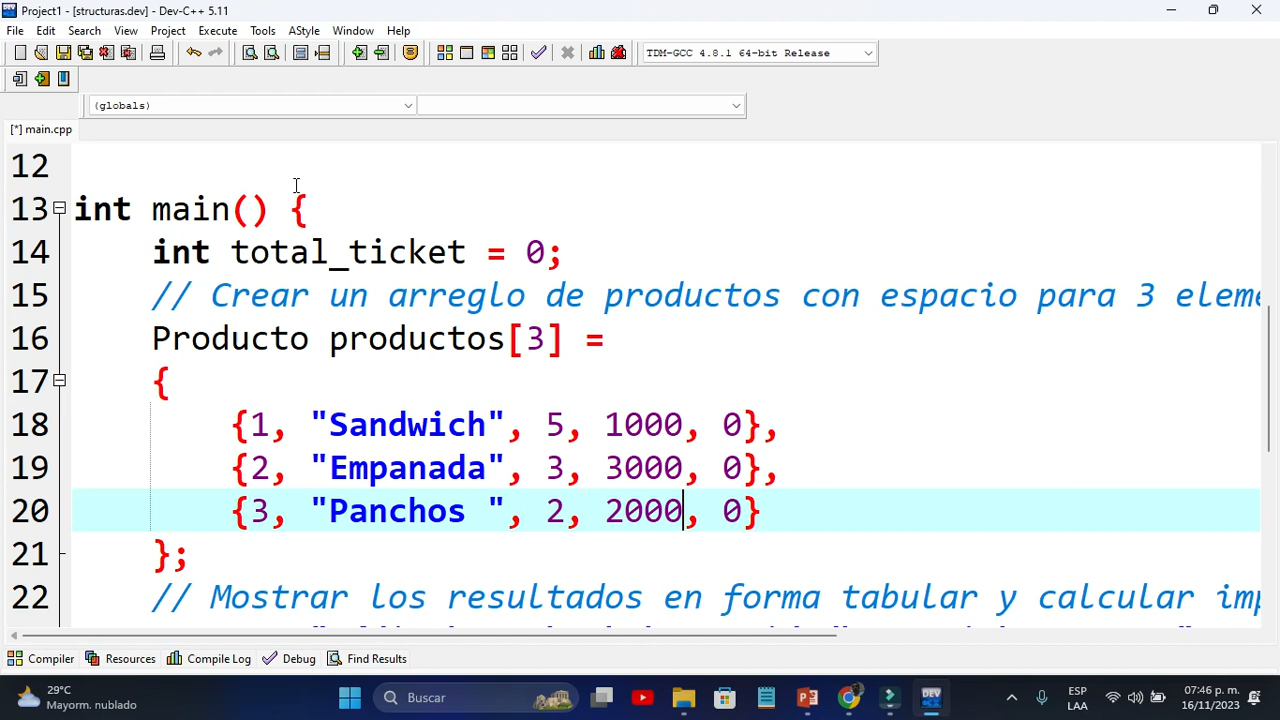 Project1 - [structuras.dev] - Dev-C++ 5.11
File Edit Search View Project Execute Tools AStyle Window Help
TDM-GCC 4.8.1 64-bit Release
(globals)
[*] main.cpp
12
13 int main() {
14 int total_ticket = 0;
15 // Crear un arreglo de productos con espacio para 3 eleme
16 Producto productos[3] =
17 {
18 {1, "Sandwich", 5, 1000, 0},
19 {2, "Empanada", 3, 3000, 0},
20 {3, "Panchos ", 2, 2000, 0}
21 };
22 // Mostrar los resultados en forma tabular y calcular imp
Compiler Resources Compile Log Debug Find Results
29°C
Mayorm. nublado
Buscar
DEV
ESP
LAA
07:46 p. m.
16/11/2023